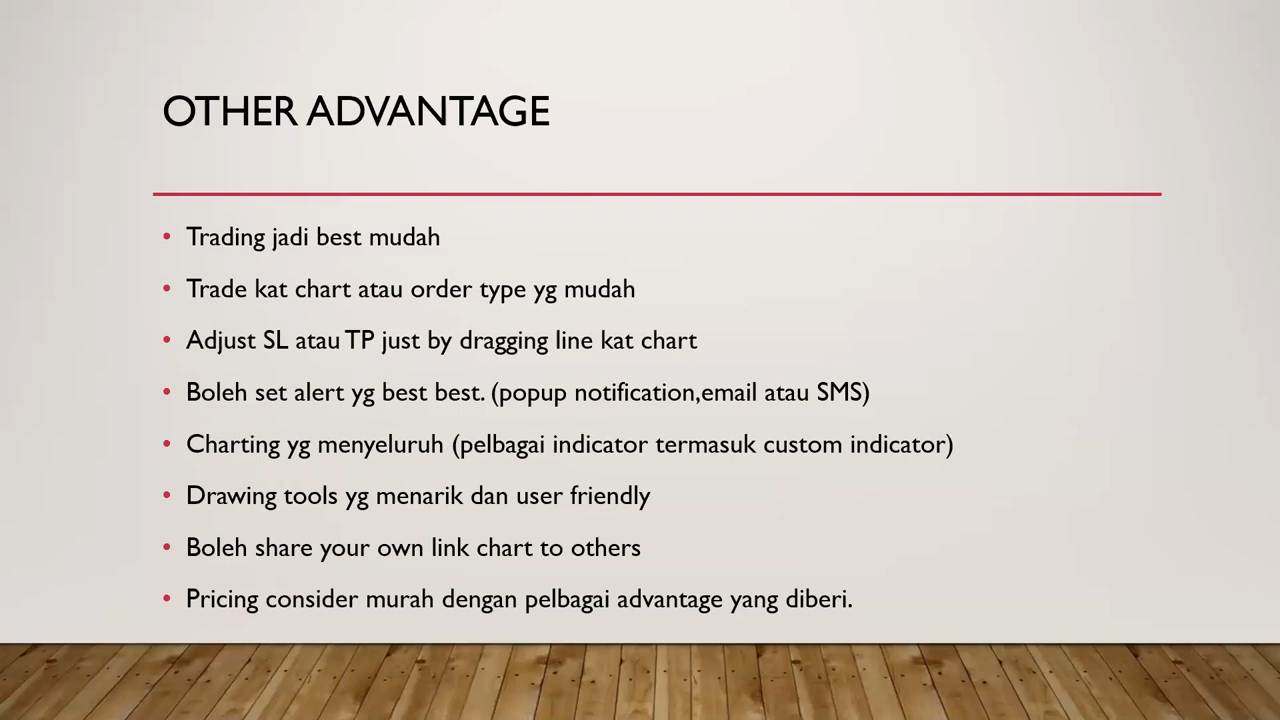 OTHER ADVANTAGE
• Trading jadi best mudah
• Trade kat chart atau order type yg mudah
• Adjust SL atau TP just by dragging line kat chart
• Boleh set alert yg best best. (popup notification,email atau SMS)
• Charting yg menyeluruh (pelbagai indicator termasuk custom indicator)
• Drawing tools yg menarik dan user friendly
• Boleh share your own link chart to others
• Pricing consider murah dengan pelbagai advantage yang diberi.